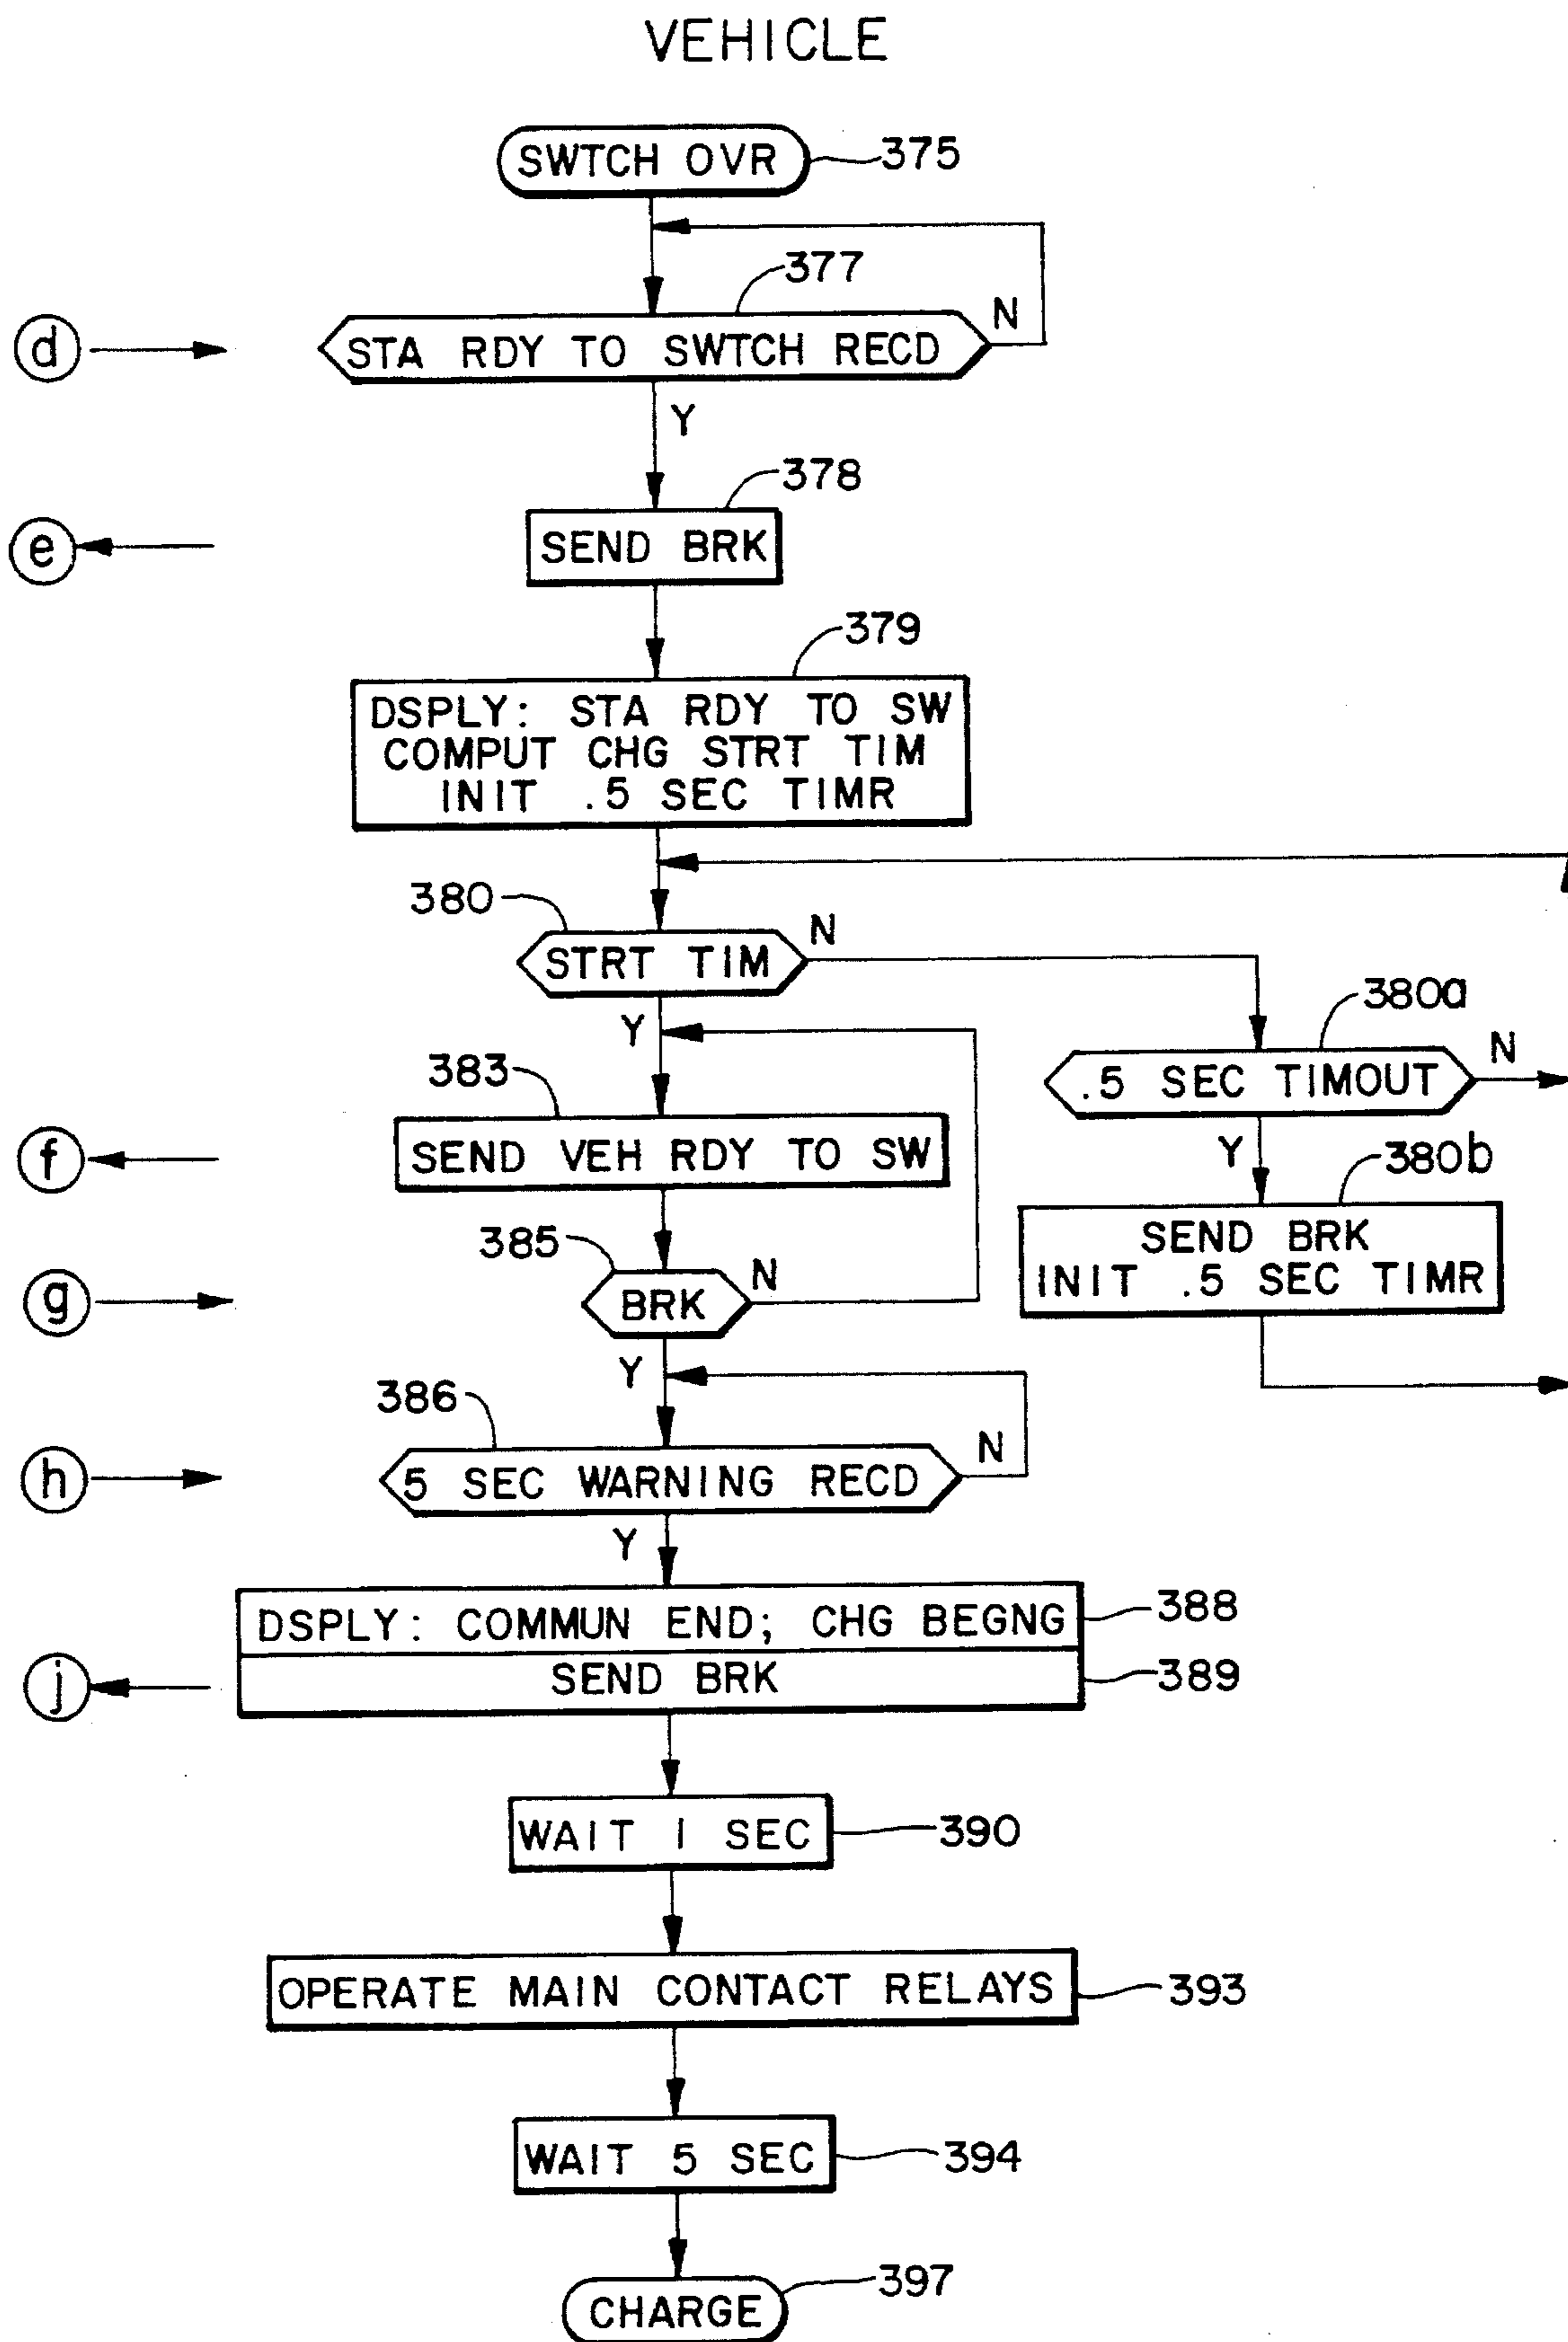 VEHICLE
SWTCH OVR
375
377
d
STA RDY TO SWTCH RECD
N
Y
378
e
SEND BRK
379
DSPLY: STA RDY TO SW
COMPUT CHG STRT TIM
INIT .5 SEC TIMR
380
STRT TIM
N
380a
Y
383
.5 SEC TIMOUT
N
f
SEND VEH RDY TO SW
Y
380b
385
SEND BRK
INIT .5 SEC TIMR
g
BRK
N
Y
386
h
5 SEC WARNING RECD
N
Y
DSPLY: COMMUN END; CHG BEGNG
388
j
SEND BRK
389
WAIT 1 SEC
390
OPERATE MAIN CONTACT RELAYS
393
WAIT 5 SEC
394
CHARGE
397